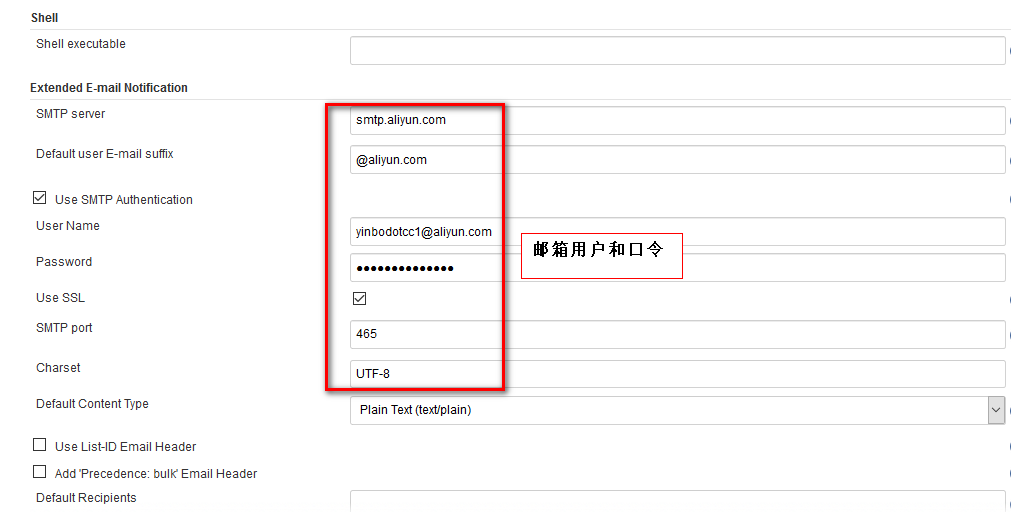 Shell
Shell executable
Extended E-mail Notification
SMTP server
smtp.aliyun.com
Default user E-mail suffix
@aliyun.com
Use SMTP Authentication
User Name
yinbodotcc1@aliyun.com
邮箱用户和口令
Password
••••••••••••••
Use SSL
SMTP port
465
Charset
UTF-8
Default Content Type
Plain Text (text/plain)
Use List-ID Email Header
Add 'Precedence: bulk' Email Header
Default Recipients